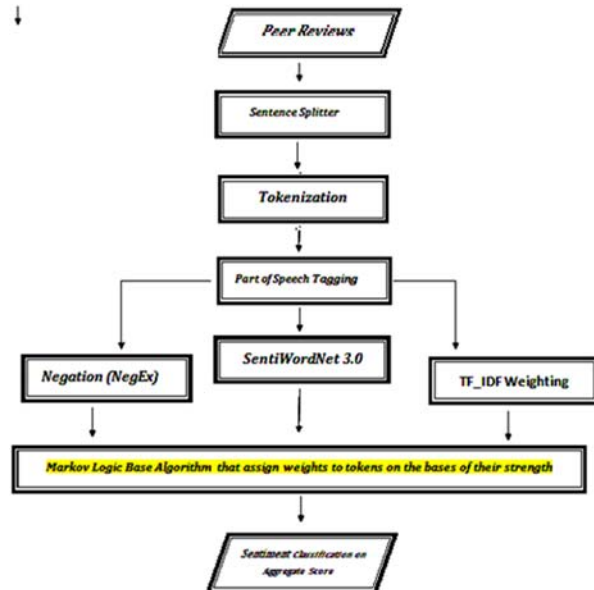 Peer Reviews
Sentence Splitter
Tokenization
Part of Speech Tagging
Negation (NegEx)
SentiWordNet 3.0
TF_IDF Weighting
Markov Logic Base Algorithm that assign weights to tokens on the bases of their strength
Sentiment Classification on
Aggregate Score